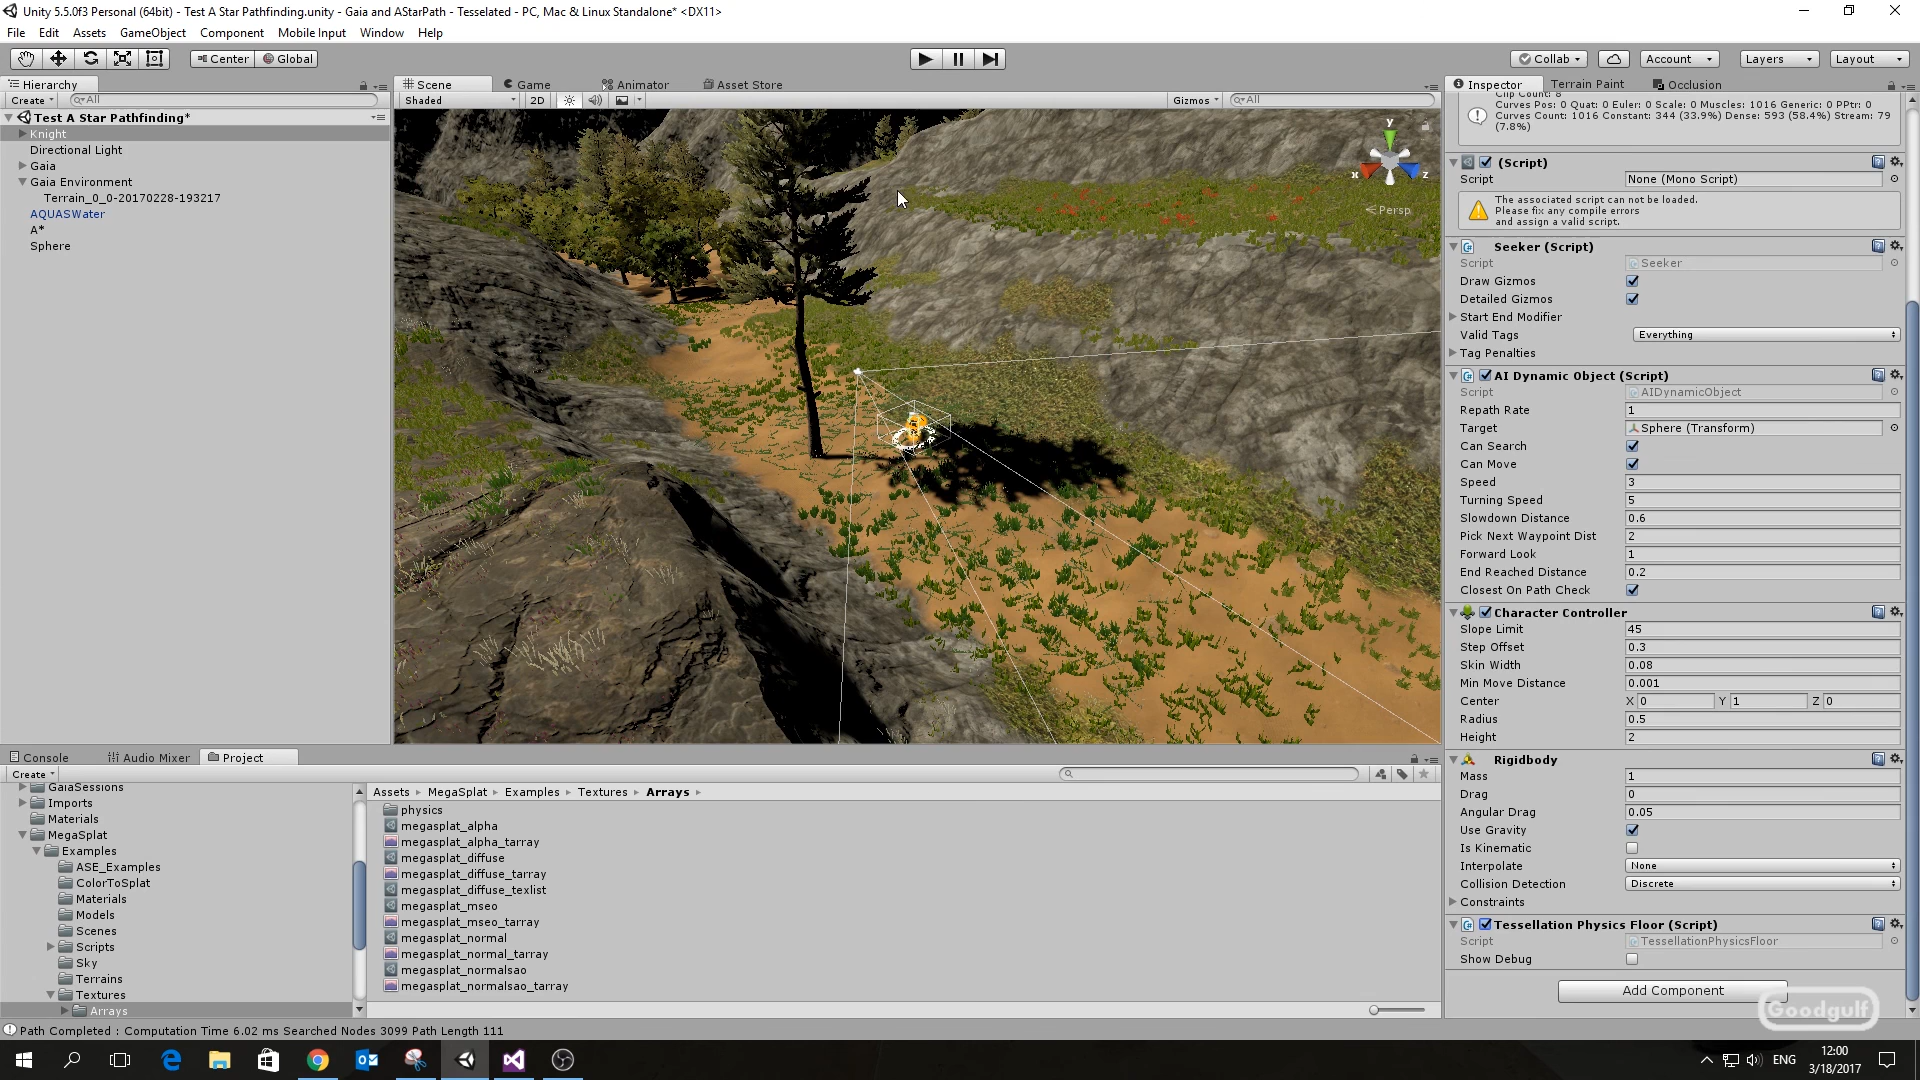 Unity 5.5.0f3 Personal (64bit) - Test A Star Pathfinding.unity - Gaia and AStarPath - Tesselated - PC, Mac & Linux Standalone* <DX11>
File Edit Assets GameObject Component Mobile Input Window Help
Center Global Collab Account Layers Layout
Hierarchy
Create All
Test A Star Pathfinding*
Knight
Directional Light
Gaia
Gaia Environment
Terrain_0_0-20170228-193217
AQUASWater
A*
Sphere
Scene Game Animator Asset Store
Shaded 2D Gizmos All
y
x z
Persp
Inspector Terrain Paint Occlusion
Clip Count: 8
Curves Pos: 0 Quat: 0 Euler: 0 Scale: 0 Muscles: 1016 Generic: 0 PPtr: 0
Curves Count: 1016 Constant: 344 (33.9%) Dense: 593 (58.4%) Stream: 79
(7.8%)
(Script)
Script None (Mono Script)
The associated script can not be loaded.
Please fix any compile errors
and assign a valid script.
Seeker (Script)
Script Seeker
Draw Gizmos
Detailed Gizmos
Start End Modifier
Valid Tags Everything
Tag Penalties
AI Dynamic Object (Script)
Script AIDynamicObject
Repath Rate 1
Target Sphere (Transform)
Can Search
Can Move
Speed 3
Turning Speed 5
Slowdown Distance 0.6
Pick Next Waypoint Dist 2
Forward Look 1
End Reached Distance 0.2
Closest On Path Check
Character Controller
Slope Limit 45
Step Offset 0.3
Skin Width 0.08
Min Move Distance 0.001
Center X 0 Y 1 Z 0
Radius 0.5
Height 2
Rigidbody
Mass 1
Drag 0
Angular Drag 0.05
Use Gravity
Is Kinematic
Interpolate None
Collision Detection Discrete
Constraints
Tessellation Physics Floor (Script)
Script TessellationPhysicsFloor
Show Debug
Add Component
Goodgulf
Console Audio Mixer Project
Create
GaiaSessions
Imports
Materials
MegaSplat
Examples
ASE_Examples
ColorToSplat
Materials
Models
Scenes
Scripts
Sky
Terrains
Textures
Arrays
Assets MegaSplat Examples Textures Arrays
physics
megasplat_alpha
megasplat_alpha_tarray
megasplat_diffuse
megasplat_diffuse_tarray
megasplat_diffuse_texlist
megasplat_mseo
megasplat_mseo_tarray
megasplat_normal
megasplat_normal_tarray
megasplat_normalsao
megasplat_normalsao_tarray
Path Completed : Computation Time 6.02 ms Searched Nodes 3099 Path Length 111
ENG
12:00
3/18/2017